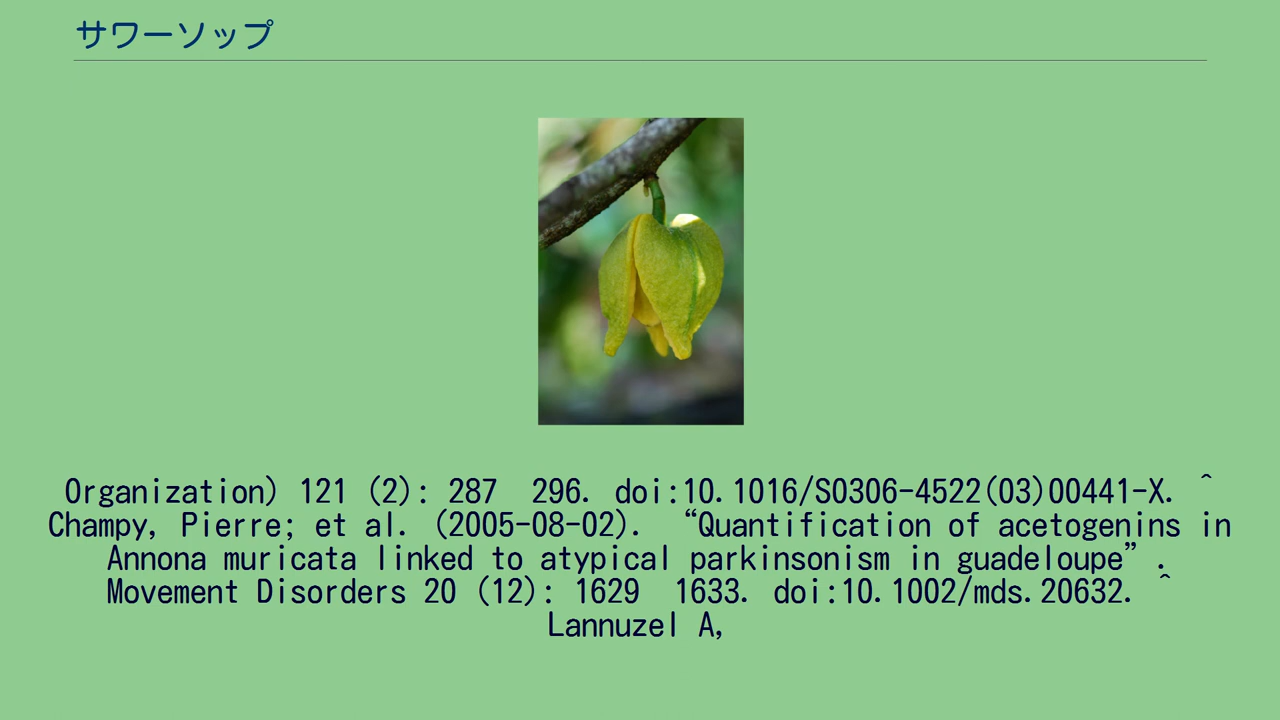 サワーソップ
Organization) 121 (2): 287  296. doi:10.1016/S0306-4522(03)00441-X. ^
Champy, Pierre; et al. (2005-08-02). “Quantification of acetogenins in
Annona muricata linked to atypical parkinsonism in guadeloupe”.
Movement Disorders 20 (12): 1629  1633. doi:10.1002/mds.20632. ^
Lannuzel A,